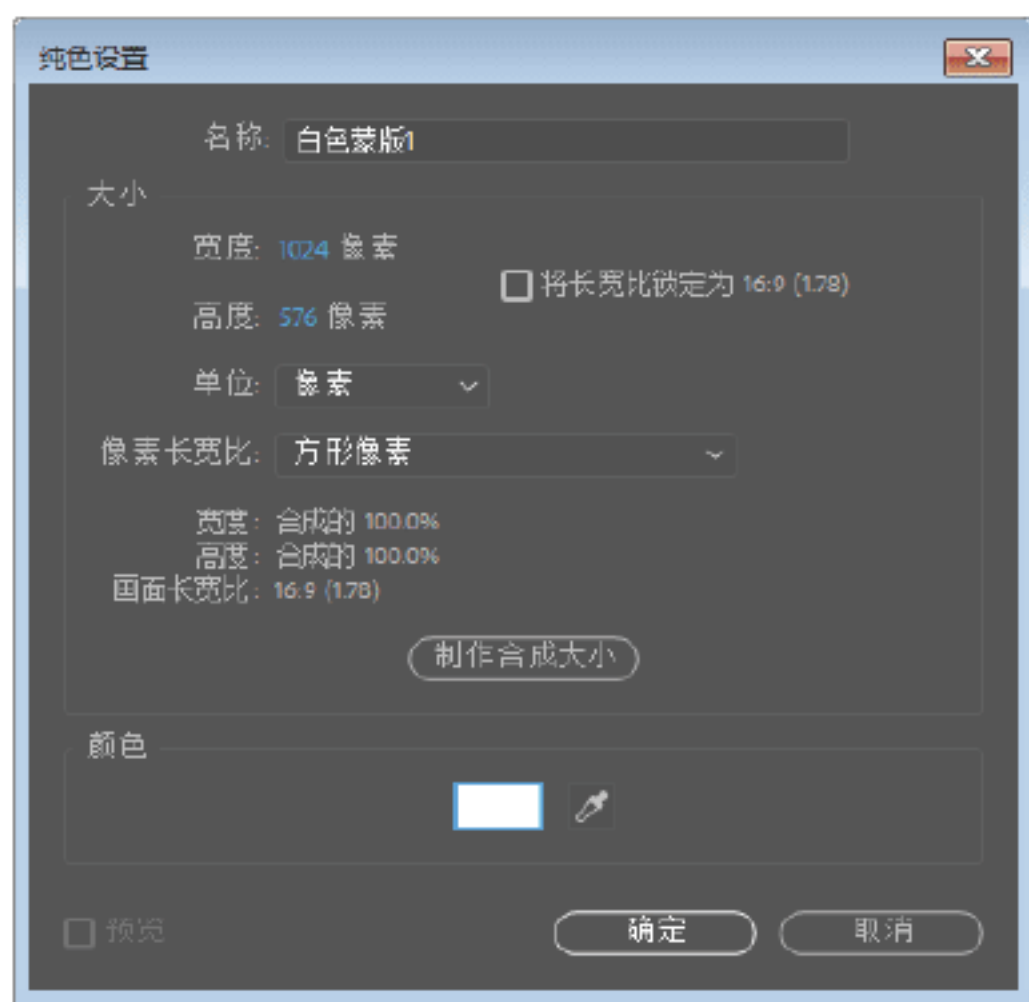 纯色设置
名称: 白色蒙版1
大小
宽度: 1024 像素
将长宽比锁定为 16:9 (1.78)
高度: 576 像素
单位: 像素
像素长宽比: 方形像素
宽度: 合成的 100.0%
高度: 合成的 100.0%
画面长宽比: 16:9 (1.78)
制作合成大小
颜色
预览
确定
取消